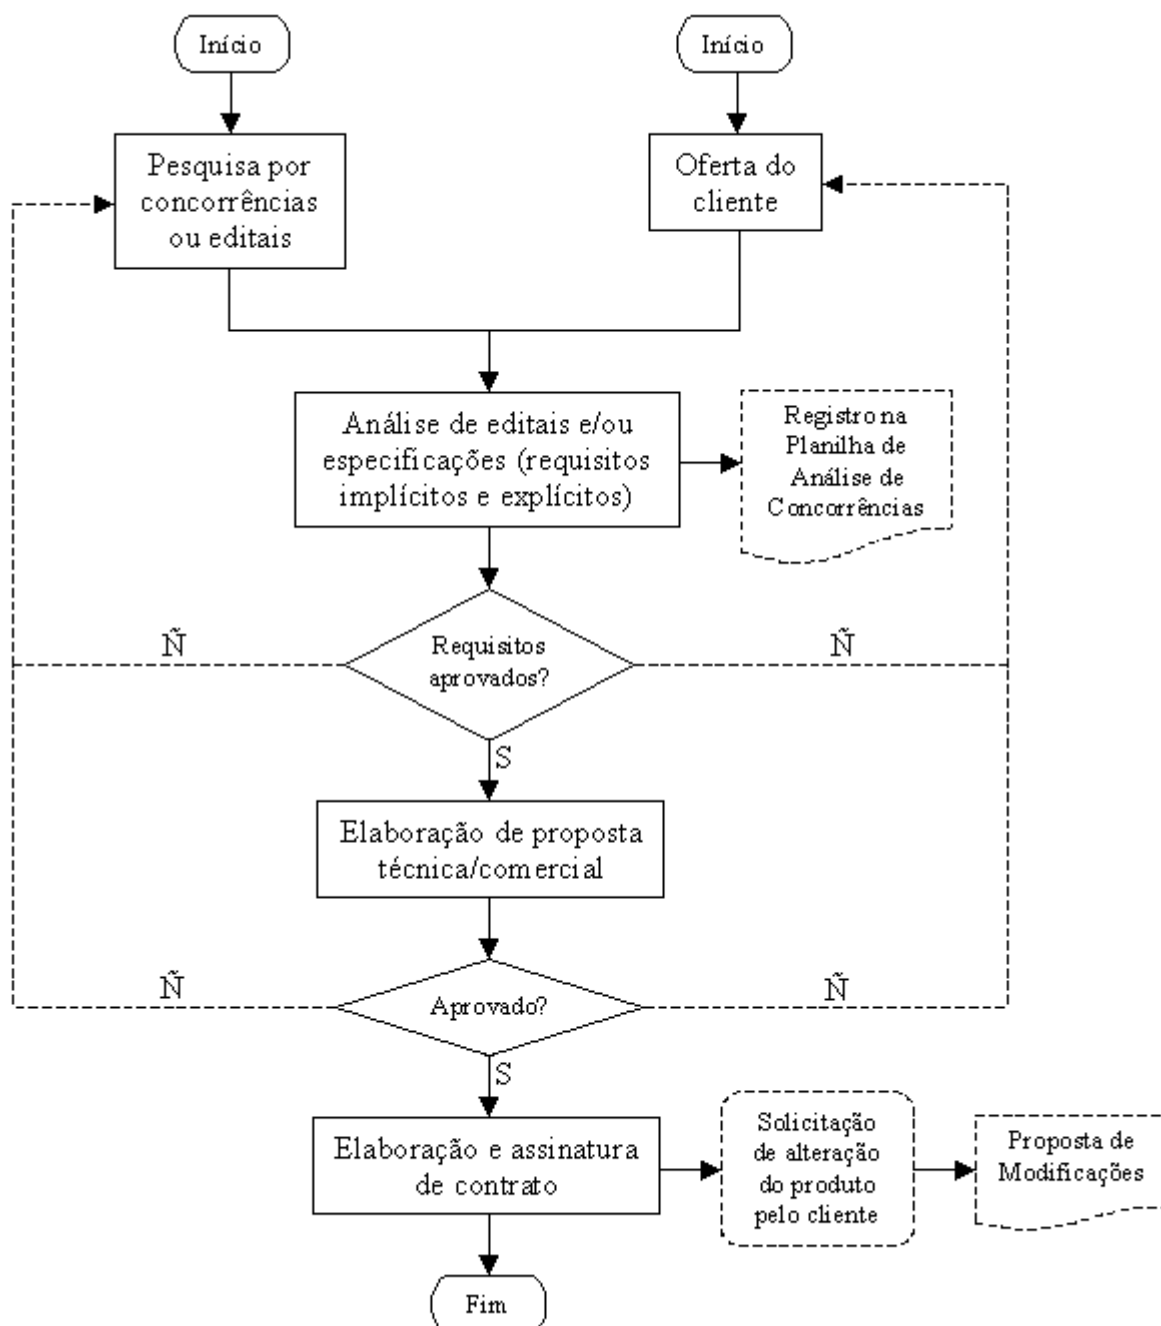 Início
Início
Pesquisa por
concorrências
ou editais
Oferta do
cliente
Análise de editais e/ou
especificações (requisitos
implícitos e explícitos)
Registro na
Planilha de
Análise de
Concorrências
Requisitos
aprovados?
Ñ
Ñ
S
Elaboração de proposta
técnica/comercial
Aprovado?
Ñ
Ñ
S
Elaboração e assinatura
de contrato
Solicitação
de alteração
do produto
pelo cliente
Proposta de
Modificações
Fim